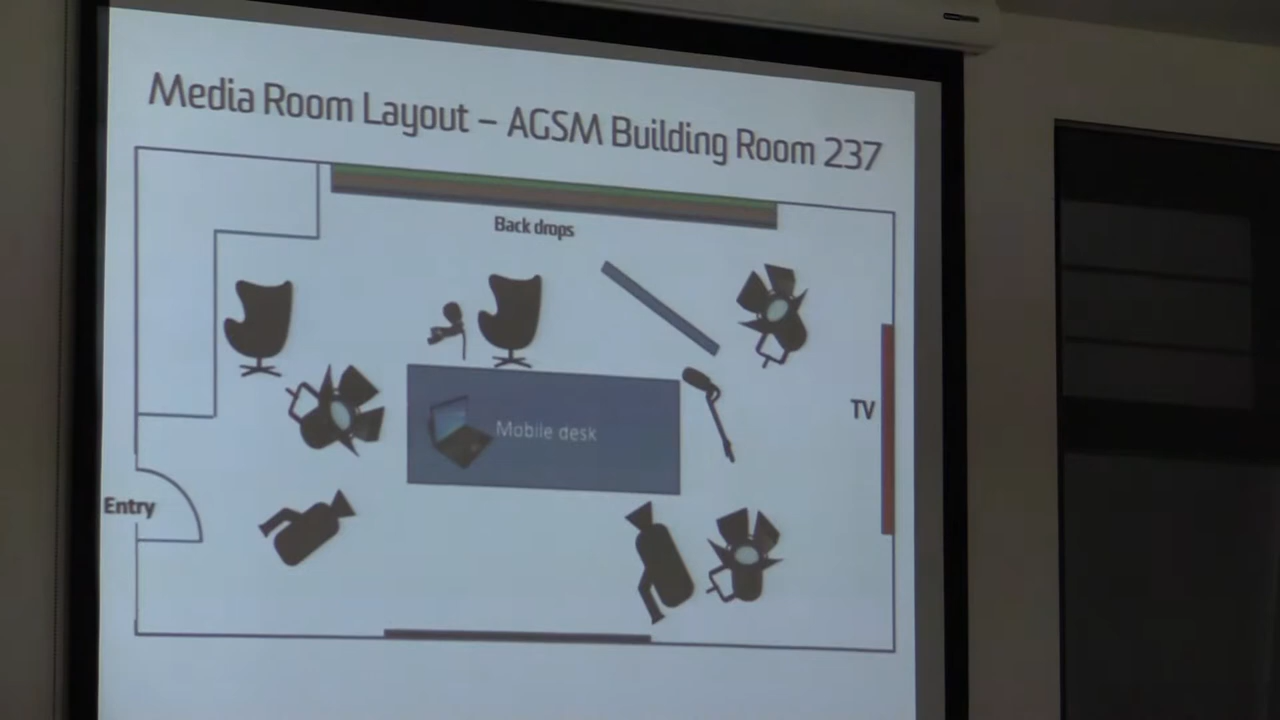 Media Room Layout – AGSM Building Room 237
Back drops
TV
Mobile desk
Entry